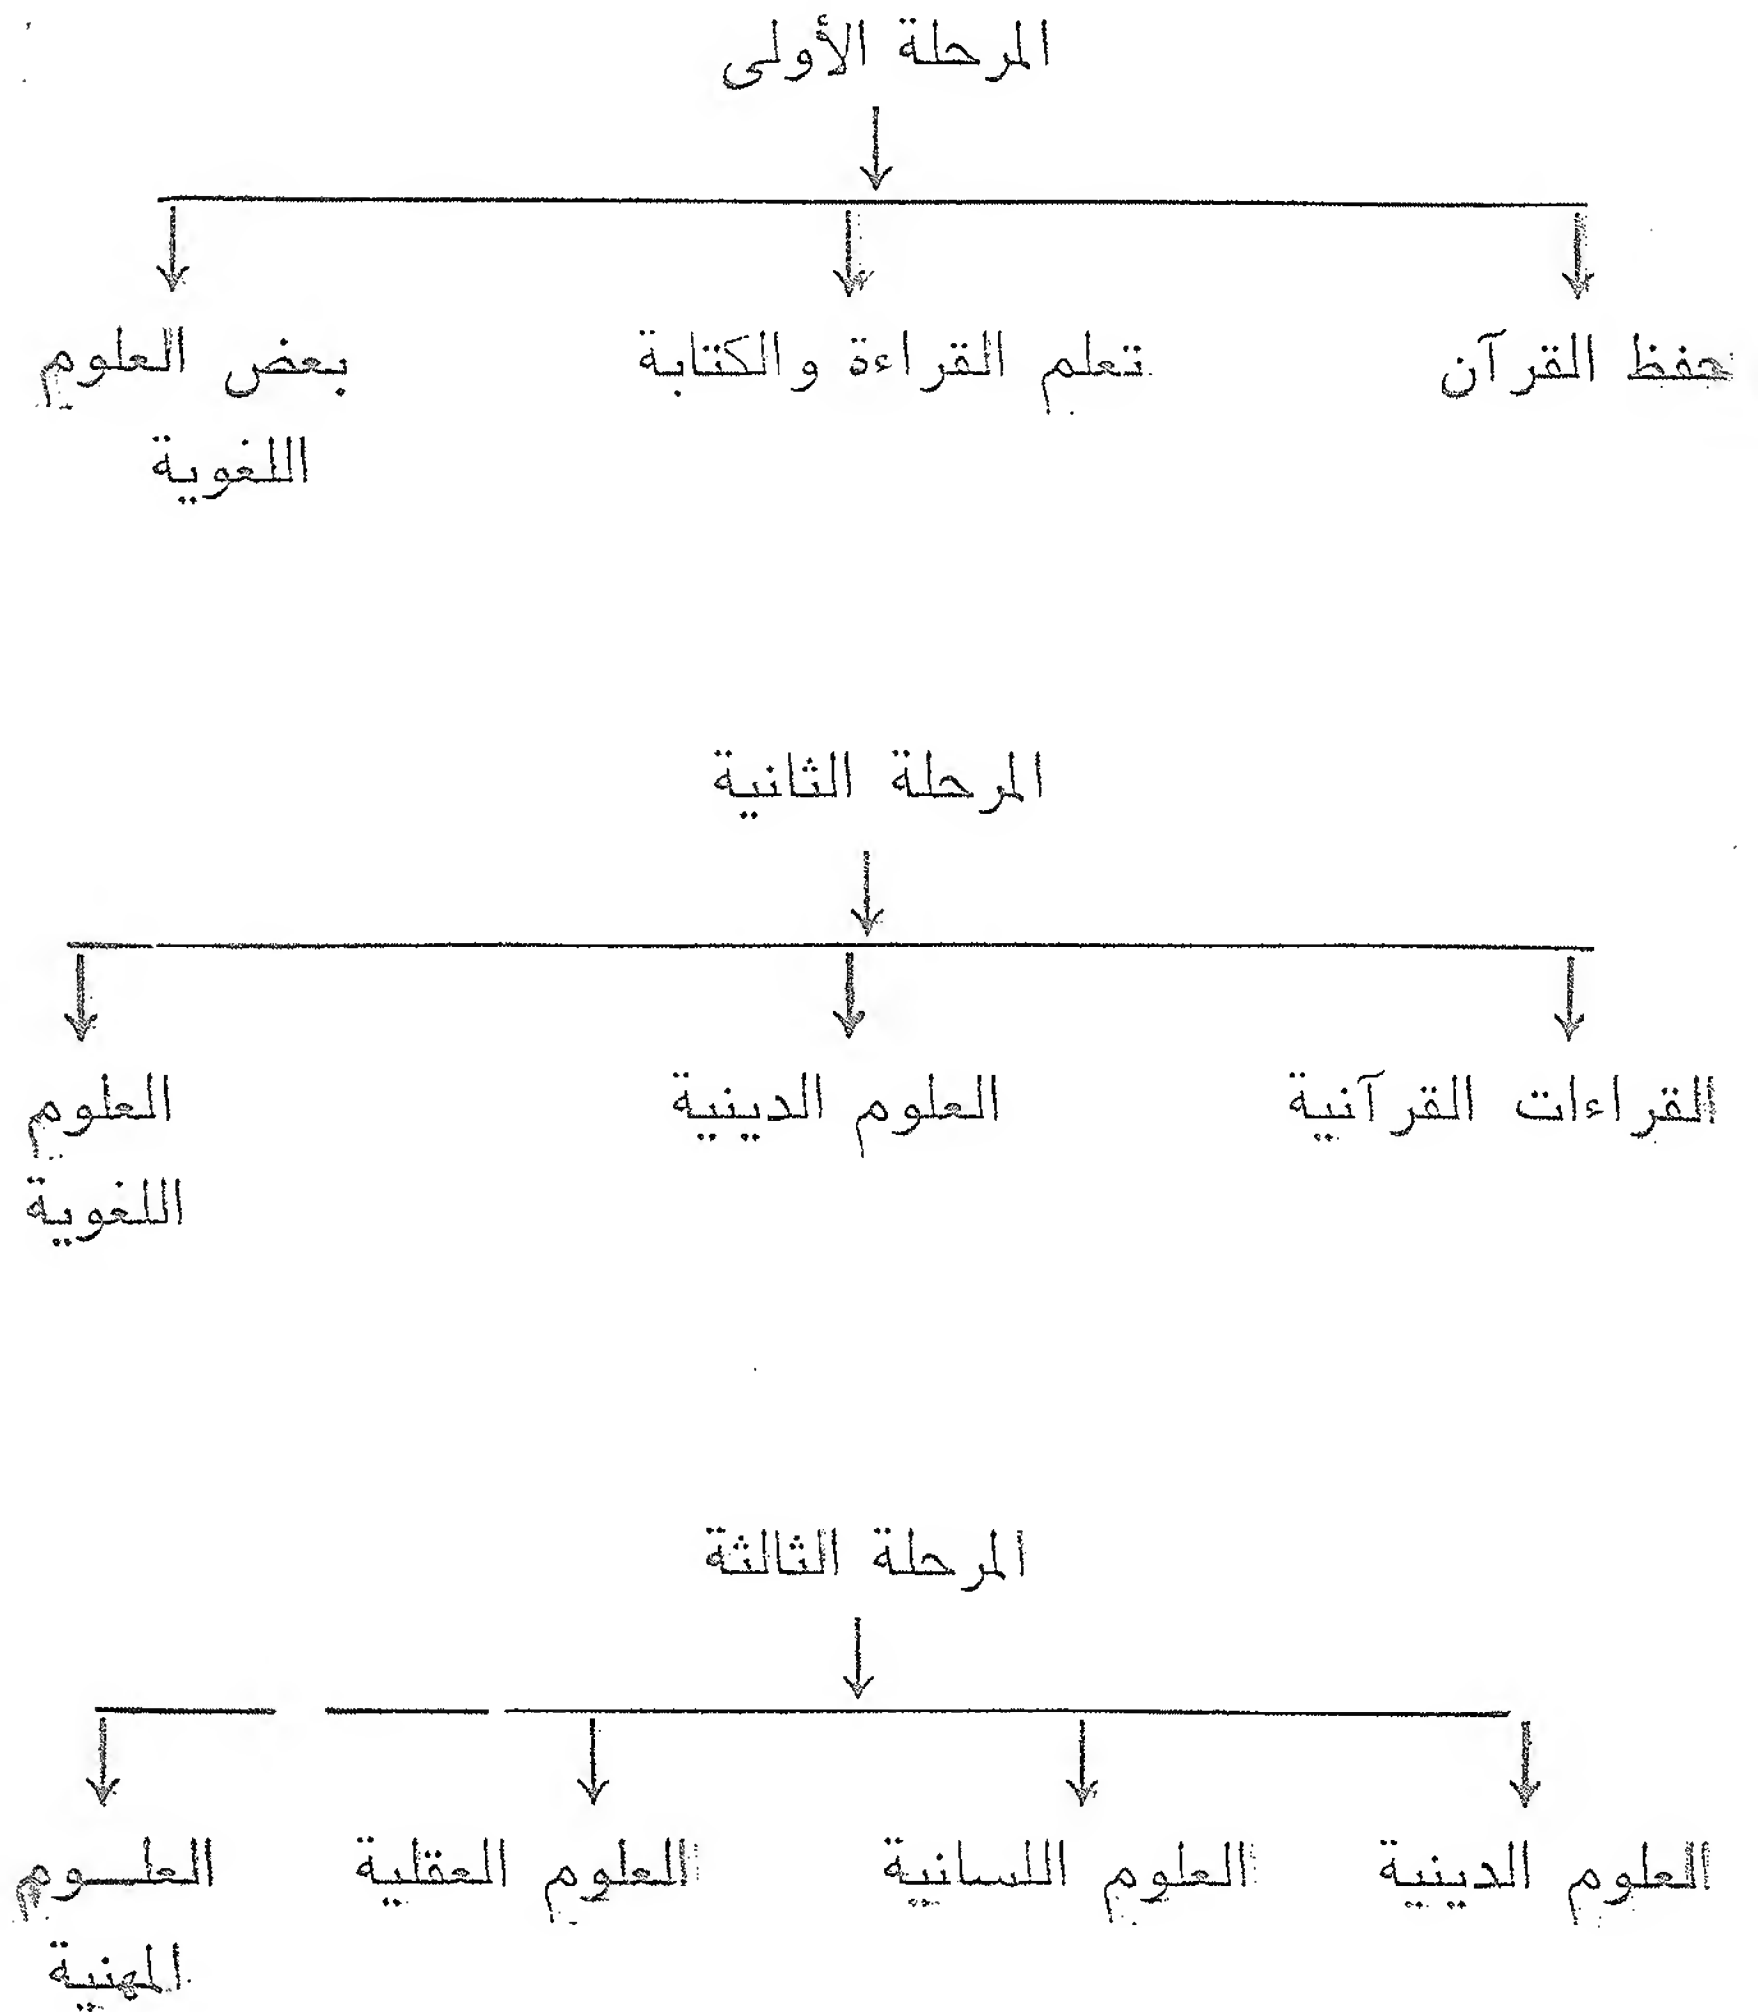 المرحلة الأولى
حفظ القرآن تعلم القراءة والكتابة بعض العلوم
اللغوية
المرحلة الثانية
القراءات القرآنية العلوم الدينية العلوم
اللغوية
المرحلة الثالثة
العلوم الدينية العلوم اللسانية العلوم العقلية العلـــوم
المهنية